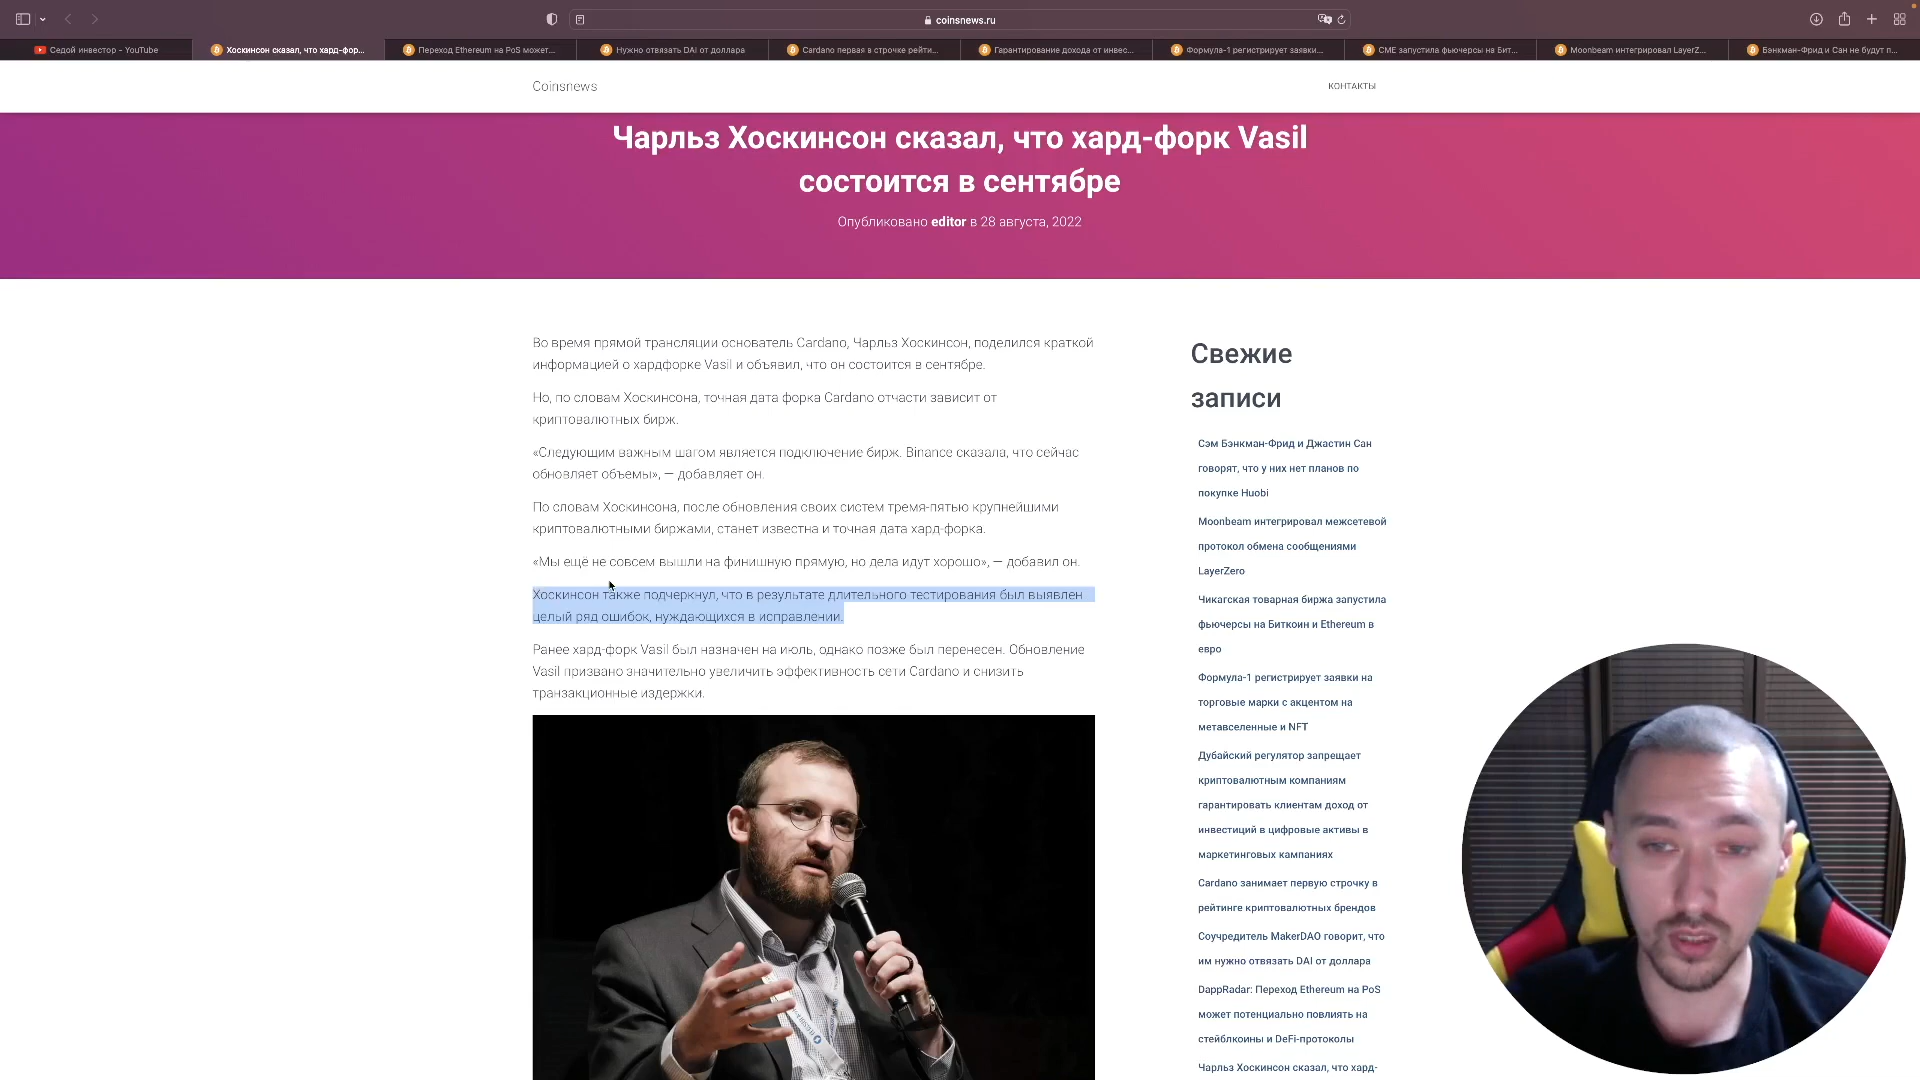 coinsnews.ru
Седой инвестор - YouTube
Хоскинсон сказал, что хард-фор...
Переход Ethereum на PoS может...
Нужно отвязать DAI от доллара
Cardano первая в строчке рейти...
Гарантирование дохода от инвес...
Формула-1 регистрирует заявки...
CME запустила фьючерсы на Бит...
Moonbeam интегрировал LayerZ...
Бэнкман-Фрид и Сан не будут п...
Coinsnews
КОНТАКТЫ
Чарльз Хоскинсон сказал, что хард-форк Vasil
состоится в сентябре
Опубликовано editor в 28 августа, 2022
Во время прямой трансляции основатель Cardano, Чарльз Хоскинсон, поделился краткой
информацией о хардфорке Vasil и объявил, что он состоится в сентябре.
Но, по словам Хоскинсона, точная дата форка Cardano отчасти зависит от
криптовалютных бирж.
«Следующим важным шагом является подключение бирж. Binance сказала, что сейчас
обновляет объемы», — добавляет он.
По словам Хоскинсона, после обновления своих систем тремя-пятью крупнейшими
криптовалютными биржами, станет известна и точная дата хард-форка.
«Мы ещё не совсем вышли на финишную прямую, но дела идут хорошо», — добавил он.
Хоскинсон также подчеркнул, что в результате длительного тестирования был выявлен
целый ряд ошибок, нуждающихся в исправлении.
Ранее хард-форк Vasil был назначен на июль, однако позже был перенесен. Обновление
Vasil призвано значительно увеличить эффективность сети Cardano и снизить
транзакционные издержки.
Свежие
записи
Сэм Бэнкман-Фрид и Джастин Сан
говорят, что у них нет планов по
покупке Huobi
Moonbeam интегрировал межсетевой
протокол обмена сообщениями
LayerZero
Чикагская товарная биржа запустила
фьючерсы на Биткоин и Ethereum в
евро
Формула-1 регистрирует заявки на
торговые марки с акцентом на
метавселенные и NFT
Дубайский регулятор запрещает
криптовалютным компаниям
гарантировать клиентам доход от
инвестиций в цифровые активы в
маркетинговых кампаниях
Cardano занимает первую строчку в
рейтинге криптовалютных брендов
Соучредитель MakerDAO говорит, что
им нужно отвязать DAI от доллара
DappRadar: Переход Ethereum на PoS
может потенциально повлиять на
стейблкоины и DeFi-протоколы
Чарльз Хоскинсон сказал, что хард-